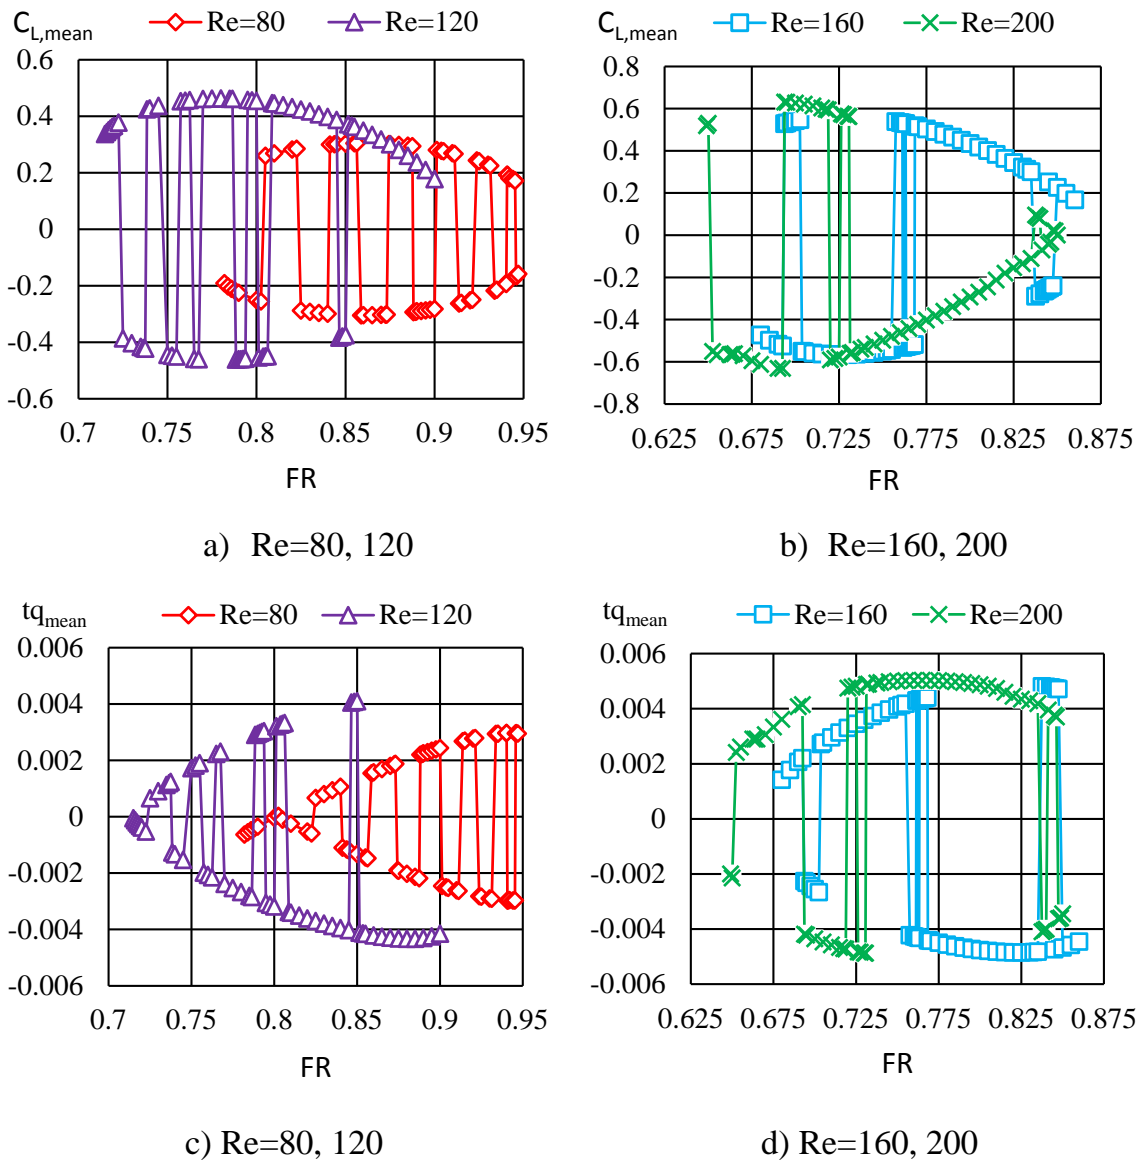 C_L,mean Re=80 Re=120
0.6
0.4
0.2
0
-0.2
-0.4
-0.6
0.7 0.75 0.8 0.85 0.9 0.95
FR
a) Re=80, 120
C_L,mean Re=160 Re=200
0.8
0.6
0.4
0.2
0
-0.2
-0.4
-0.6
-0.8
0.625 0.675 0.725 0.775 0.825 0.875
FR
b) Re=160, 200
tq_mean Re=80 Re=120
0.006
0.004
0.002
0
-0.002
-0.004
-0.006
0.7 0.75 0.8 0.85 0.9 0.95
FR
c) Re=80, 120
tq_mean Re=160 Re=200
0.006
0.004
0.002
0
-0.002
-0.004
-0.006
0.625 0.675 0.725 0.775 0.825 0.875
FR
d) Re=160, 200